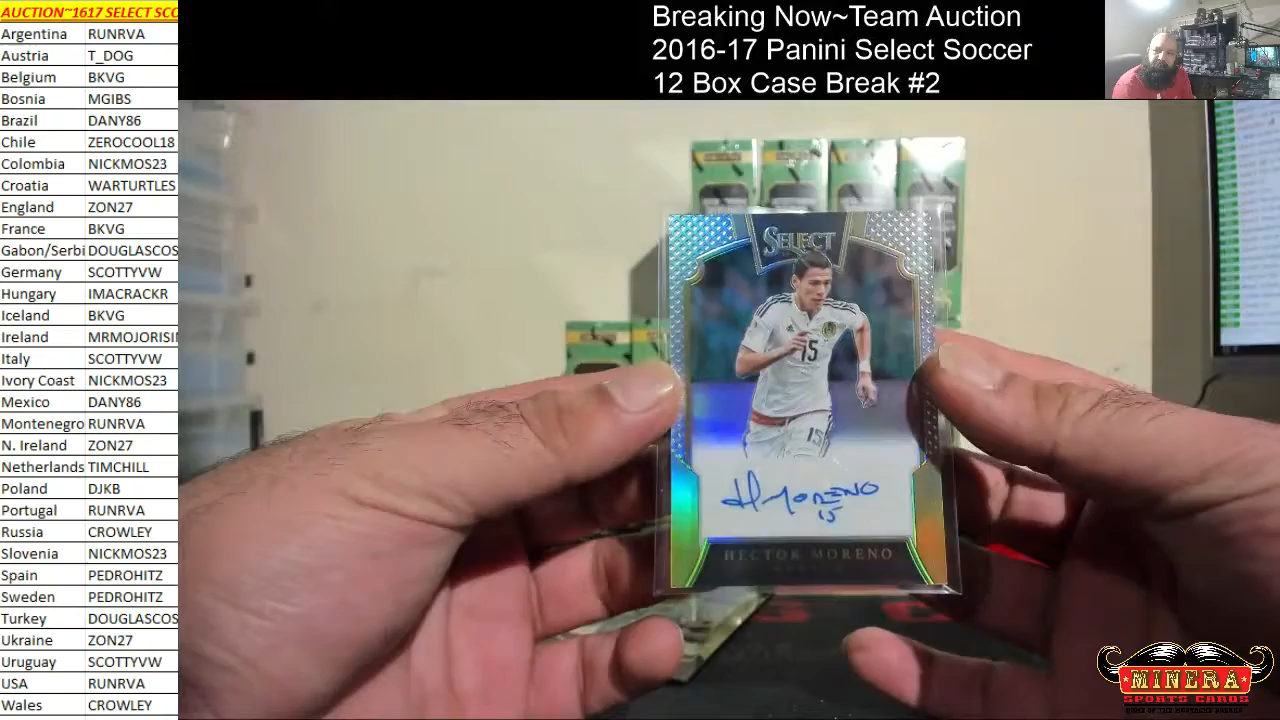 AUCTION~1617 SELECT SCO
Argentina RUNRVA
Austria T_DOG
Belgium BKVG
Bosnia MGIBS
Brazil DANY86
Chile ZEROCOOL18
Colombia NICKMOS23
Croatia WARTURTLES
England ZON27
France BKVG
Gabon/Serbi DOUGLASCOS
Germany SCOTTYVW
Hungary IMACRACKR
Iceland BKVG
Ireland MRMOJORISI
Italy SCOTTYVW
Ivory Coast NICKMOS23
Mexico DANY86
Montenegro RUNRVA
N. Ireland ZON27
Netherlands TIMCHILL
Poland DJKB
Portugal RUNRVA
Russia CROWLEY
Slovenia NICKMOS23
Spain PEDROHITZ
Sweden PEDROHITZ
Turkey DOUGLASCOS
Ukraine ZON27
Uruguay SCOTTYVW
USA RUNRVA
Wales CROWLEY
Breaking Now~Team Auction
2016-17 Panini Select Soccer
12 Box Case Break #2
SELECT
15
15
H Moreno
15
HECTOR MORENO
MINERA
SPORTS CARDS